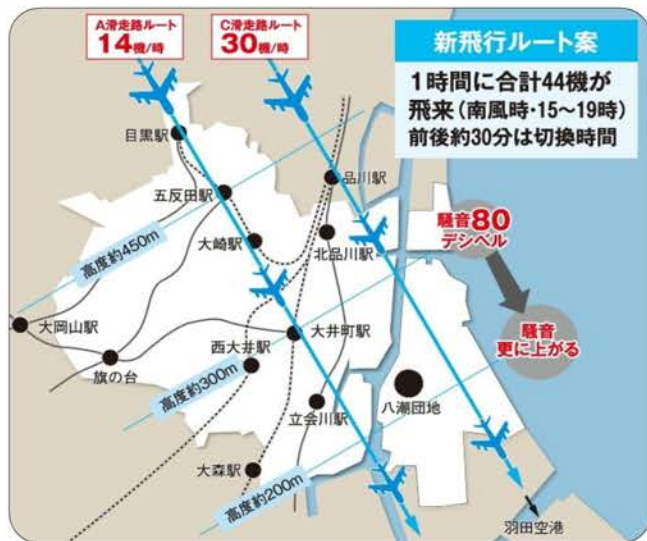 A滑走路ルート
14機/時
C滑走路ルート
30機/時
新飛行ルート案
1時間に合計44機が
飛来(南風時・15〜19時)
前後約30分は切換時間
目黒駅
品川駅
五反田駅
騒音80
デシベル
大崎駅
北品川駅
高度約450m
大岡山駅
大井町駅
騒音
更に上がる
西大井駅
旗の台
高度約300m
八潮団地
立会川駅
大森駅
高度約200m
羽田空港